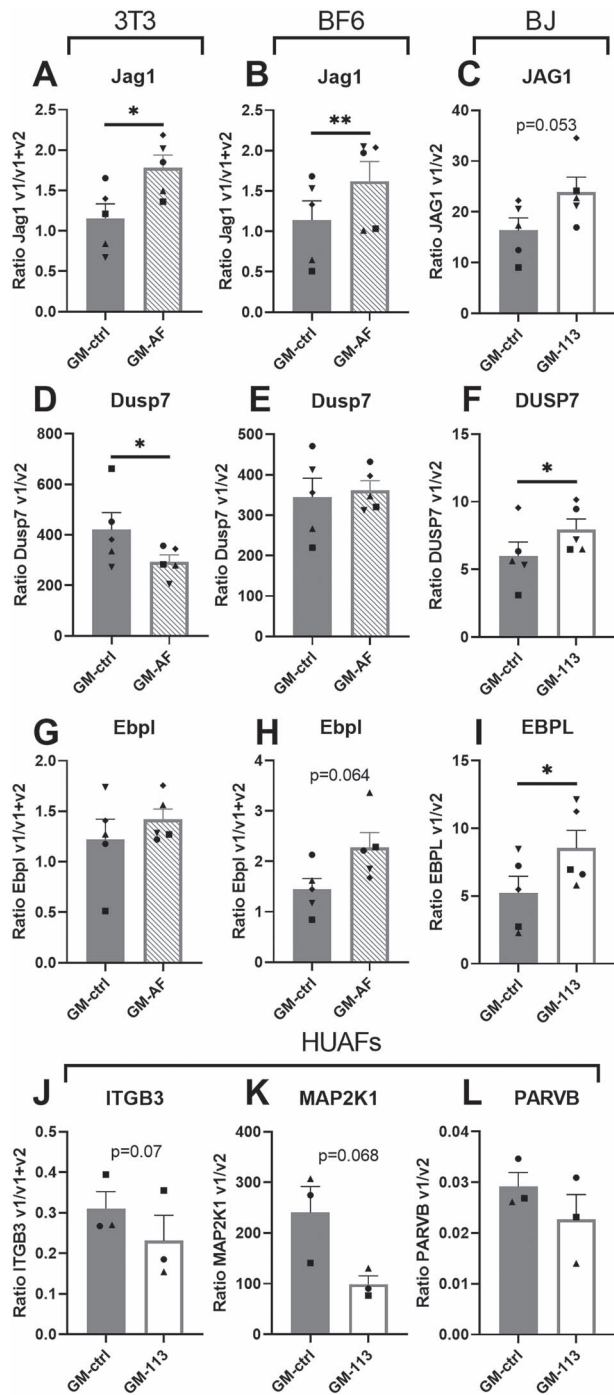 3T3
BF6
BJ
A
Jag1
*
Ratio Jag1 v1/v1+v2
2.5
2.0
1.5
1.0
0.5
0.0
GM-ctrl
GM-AF
B
Jag1
**
Ratio Jag1 v1/v1+v2
2.5
2.0
1.5
1.0
0.5
0.0
GM-ctrl
GM-AF
C
JAG1
p=0.053
Ratio JAG1 v1/v2
40
30
20
10
0
GM-ctrl
GM-113
D
Dusp7
*
Ratio Dusp7 v1/v2
800
600
400
200
0
GM-ctrl
GM-AF
E
Dusp7
Ratio Dusp7 v1/v2
500
400
300
200
100
0
GM-ctrl
GM-AF
F
DUSP7
*
Ratio DUSP7 v1/v2
15
10
5
0
GM-ctrl
GM-113
G
Ebpl
Ratio Ebpl v1/v1+v2
2.0
1.5
1.0
0.5
0.0
GM-ctrl
GM-AF
H
Ebpl
p=0.064
Ratio Ebpl v1/v1+v2
4
3
2
1
0
GM-ctrl
GM-AF
I
EBPL
*
Ratio EBPL v1/v2
15
10
5
0
GM-ctrl
GM-113
HUAFs
J
ITGB3
p=0.07
Ratio ITGB3 v1/v1+v2
0.5
0.4
0.3
0.2
0.1
0.0
GM-ctrl
GM-113
K
MAP2K1
p=0.068
Ratio MAP2K1 v1/v2
400
300
200
100
0
GM-ctrl
GM-113
L
PARVB
Ratio PARVB v1/v2
0.04
0.03
0.02
0.01
0.00
GM-ctrl
GM-113